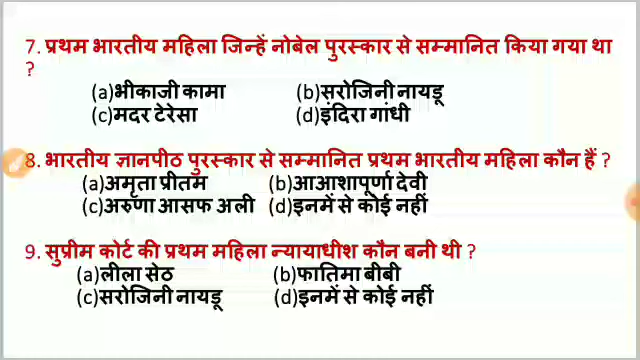 7. प्रथम भारतीय महिला जिन्हें नोबेल पुरस्कार से सम्मानित किया गया था
?
(a)भीकाजी कामा (b)सरोजिनी नायडू
(c)मदर टेरेसा (d)इंदिरा गांधी
8. भारतीय ज्ञानपीठ पुरस्कार से सम्मानित प्रथम भारतीय महिला कौन हैं ?
(a)अमृता प्रीतम (b)आआशापूर्णा देवी
(c)अरुणा आसफ अली (d)इनमें से कोई नहीं
9. सुप्रीम कोर्ट की प्रथम महिला न्यायाधीश कौन बनी थी ?
(a)लीला सेठ (b)फातिमा बीबी
(c)सरोजिनी नायडू (d)इनमें से कोई नहीं